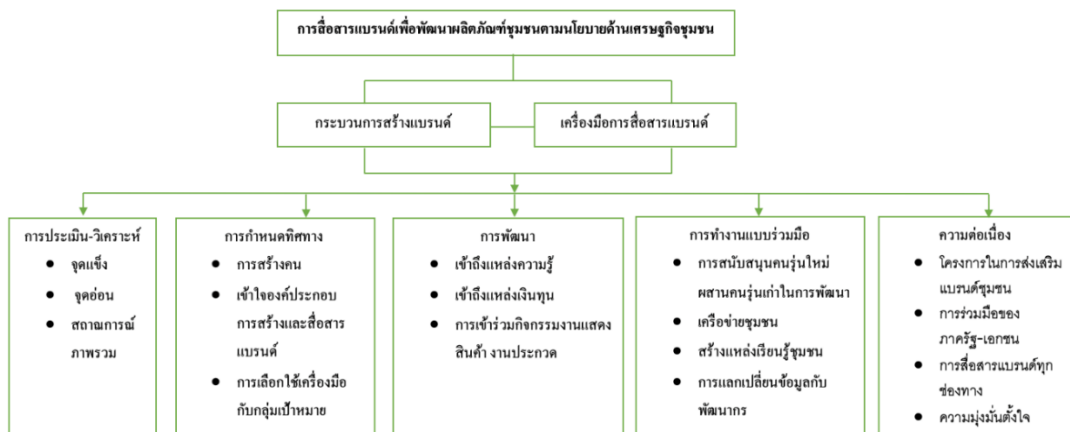 การสื่อสารแบรนด์เพื่อพัฒนาผลิตภัณฑ์ชุมชนตามนโยบายด้านเศรษฐกิจชุมชน
กระบวนการสร้างแบรนด์
เครื่องมือการสื่อสารแบรนด์
การประเมิน-วิเคราะห์
● จุดแข็ง
● จุดอ่อน
● สถาณการณ์
ภาพรวม
การกำหนดทิศทาง
● การสร้างคน
● เข้าใจองค์ประกอบ
การสร้างและสื่อสาร
แบรนด์
● การเลือกใช้เครื่องมือ
กับกลุ่มเป้าหมาย
การพัฒนา
● เข้าถึงแหล่งความรู้
● เข้าถึงแหล่งเงินทุน
● การเข้าร่วมกิจกรรมงานแสดง
สินค้า งานประกวด
การทำงานแบบร่วมมือ
● การสนับสนุนคนรุ่นใหม่
ผสานคนรุ่นเก่าในการพัฒนา
● เครือข่ายชุมชน
● สร้างแหล่งเรียนรู้ชุมชน
● การแลกเปลี่ยนข้อมูลกับ
พัฒนากร
ความต่อเนื่อง
● โครงการในการส่งเสริม
แบรนด์ชุมชน
● การร่วมมือของ
ภาครัฐ-เอกชน
● การสื่อสารแบรนด์ทุก
ช่องทาง
● ความมุ่งมั่นตั้งใจ